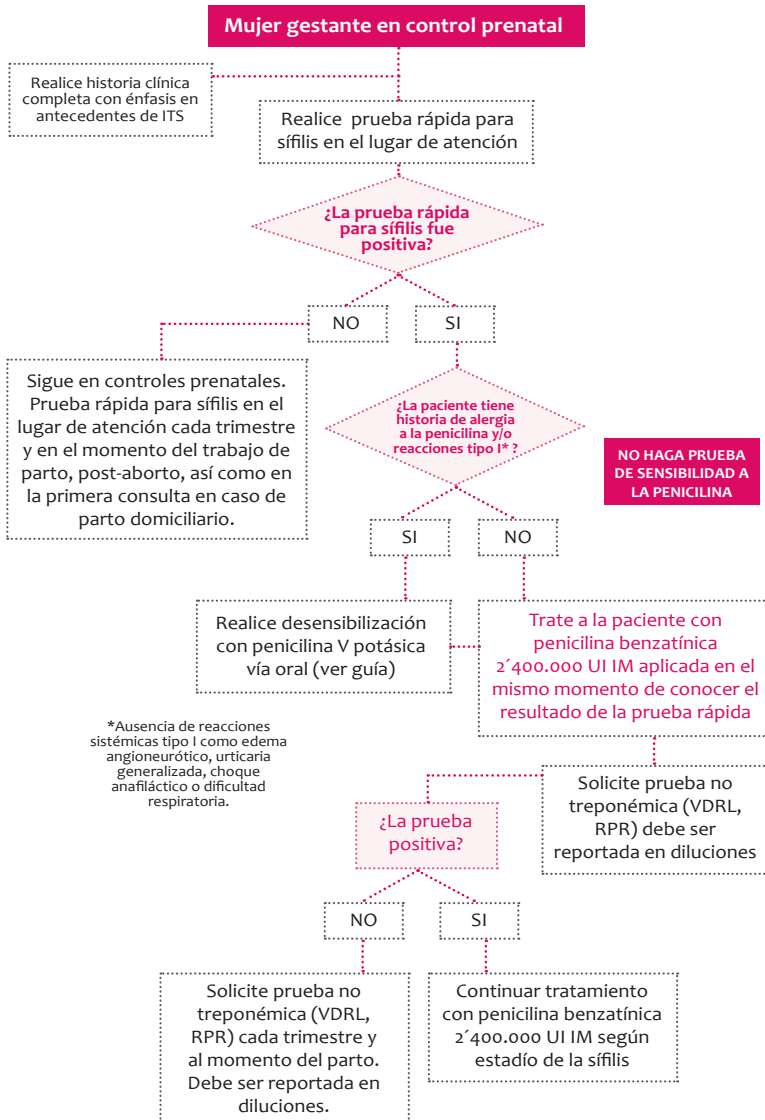 Mujer gestante en control prenatal
Realice historia clínica
completa con énfasis en
antecedentes de ITS
Realice prueba rápida para
sífilis en el lugar de atención
¿La prueba rápida
para sífilis fue
positiva?
NO
SI
Sigue en controles prenatales.
Prueba rápida para sífilis en el
lugar de atención cada trimestre
y en el momento del trabajo de
parto, post-aborto, así como en
la primera consulta en caso de
parto domiciliario.
¿La paciente tiene
historia de alergia
a la penicilina y/o
reacciones tipo I* ?
NO HAGA PRUEBA
DE SENSIBILIDAD A
LA PENICILINA
SI
NO
Realice desensibilización
con penicilina V potásica
vía oral (ver guía)
Trate a la paciente con
penicilina benzatínica
2´400.000 UI IM aplicada en el
mismo momento de conocer el
resultado de la prueba rápida
*Ausencia de reacciones
sistémicas tipo I como edema
angioneurótico, urticaria
generalizada, choque
anafiláctico o dificultad
respiratoria.
Solicite prueba no
treponémica (VDRL,
RPR) debe ser
reportada en diluciones
¿La prueba
positiva?
NO
SI
Solicite prueba no
treponémica (VDRL,
RPR) cada trimestre y
al momento del parto.
Debe ser reportada en
diluciones.
Continuar tratamiento
con penicilina benzatínica
2´400.000 UI IM según
estadío de la sífilis